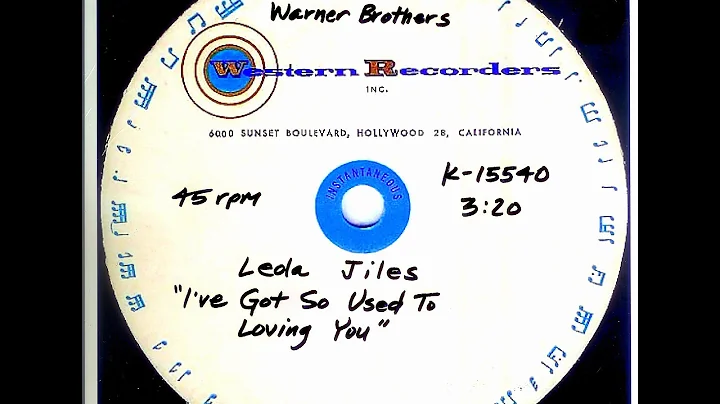 Warner Brothers
Western Recorders
INC.
6000 SUNSET BOULEVARD, HOLLYWOOD 28, CALIFORNIA
INSTANTANEOUS
45 rpm
K-15540
3:20
Leola Jiles
"I've Got So Used To
Loving You"